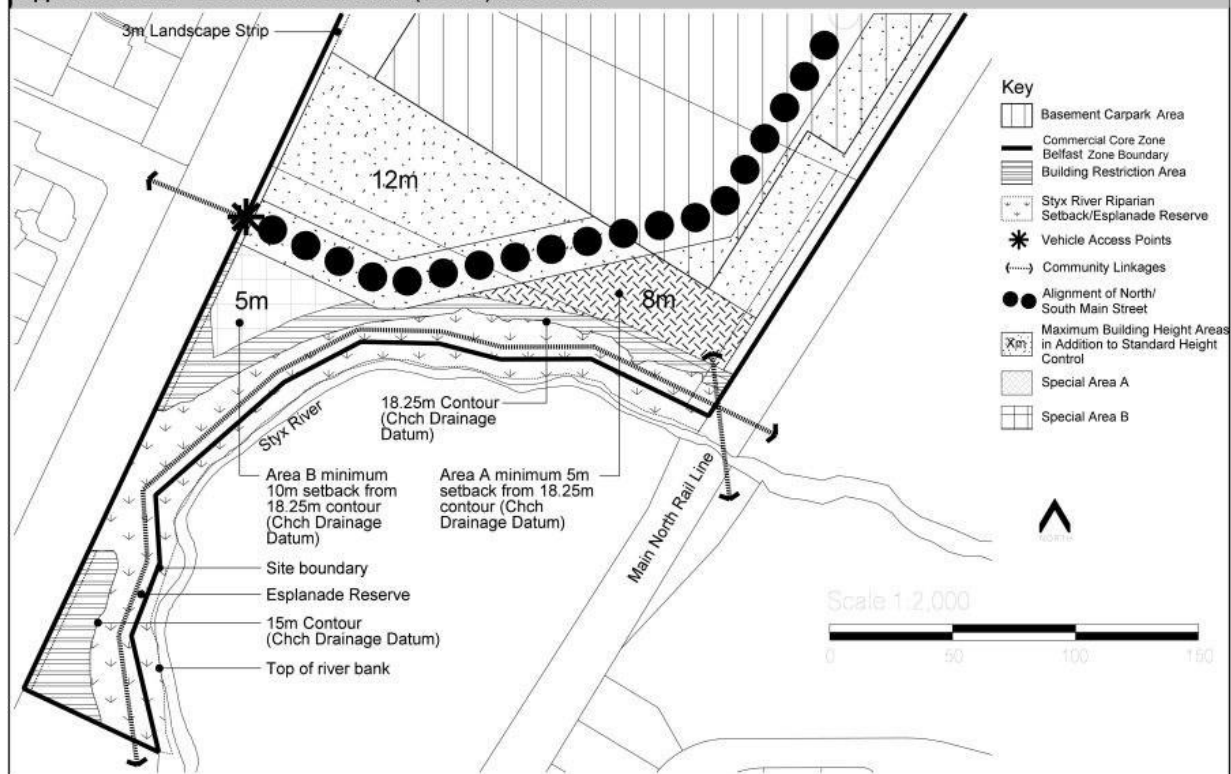 3m Landscape Strip
12m
5m
8m
18.25m Contour
(Chch Drainage
Datum)
Styx River
Area B minimum
10m setback from
18.25m contour
(Chch Drainage
Datum)
Area A minimum 5m
setback from 18.25m
contour (Chch
Drainage Datum)
Main North Rail Line
Site boundary
Esplanade Reserve
15m Contour
(Chch Drainage Datum)
Top of river bank
Key
Basement Carpark Area
Commercial Core Zone
Belfast Zone Boundary
Building Restriction Area
Styx River Riparian
Setback/Esplanade Reserve
Vehicle Access Points
Community Linkages
Alignment of North/
South Main Street
Xm
Maximum Building Height Areas
in Addition to Standard Height
Control
Special Area A
Special Area B
NORTH
Scale 1:2,000
0 50 100 150